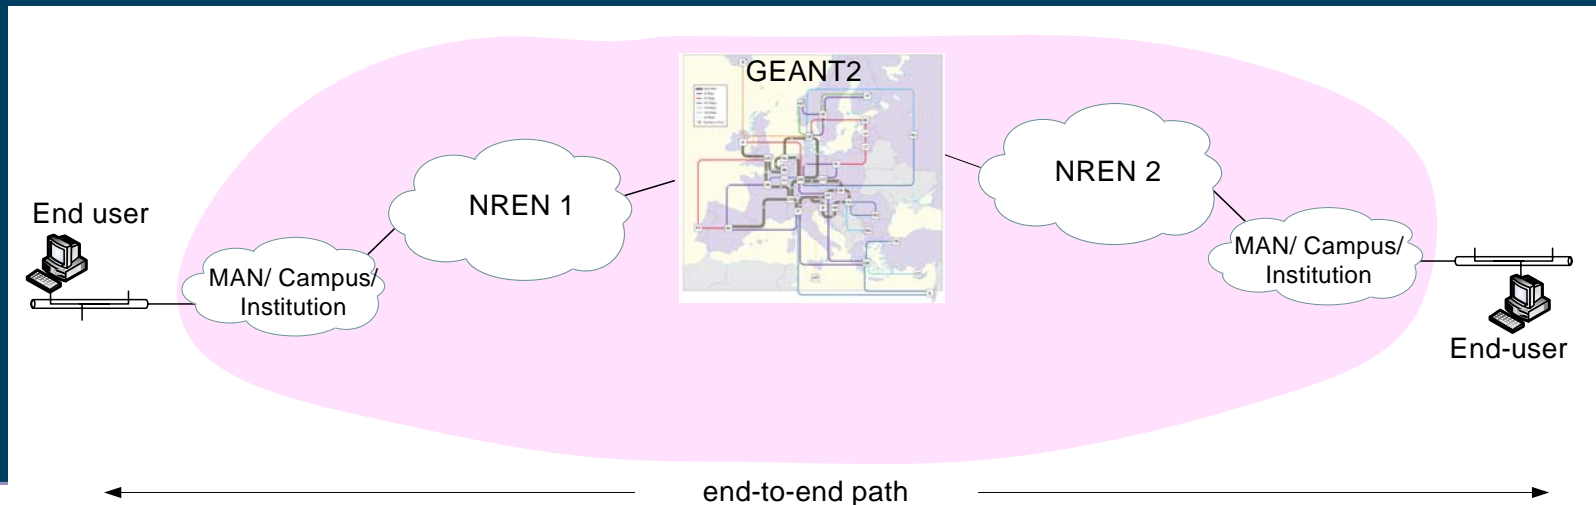 GEANT2
NREN 1
NREN 2
End user
MAN/ Campus/
Institution
MAN/ Campus/
Institution
End-user
end-to-end path